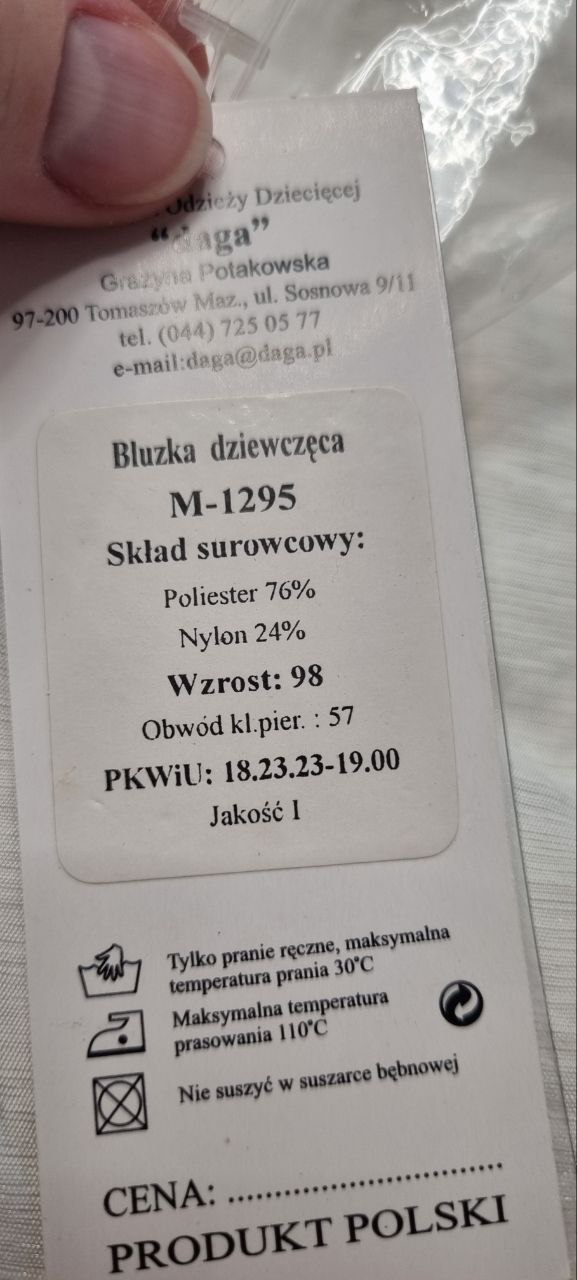 Odzieży Dziecięcej
“daga”
Grażyna Potakowska
97-200 Tomaszów Maz., ul. Sosnowa 9/11
tel. (044) 725 05 77
e-mail:daga@daga.pl
Bluzka dziewczęca
M-1295
Skład surowcowy:
Poliester 76%
Nylon 24%
Wzrost: 98
Obwód kl.pier. : 57
PKWiU: 18.23.23-19.00
Jakość I
Tylko pranie ręczne, maksymalna
temperatura prania 30°C
Maksymalna temperatura
prasowania 110°C
Nie suszyć w suszarce bębnowej
CENA: ................................
PRODUKT POLSKI